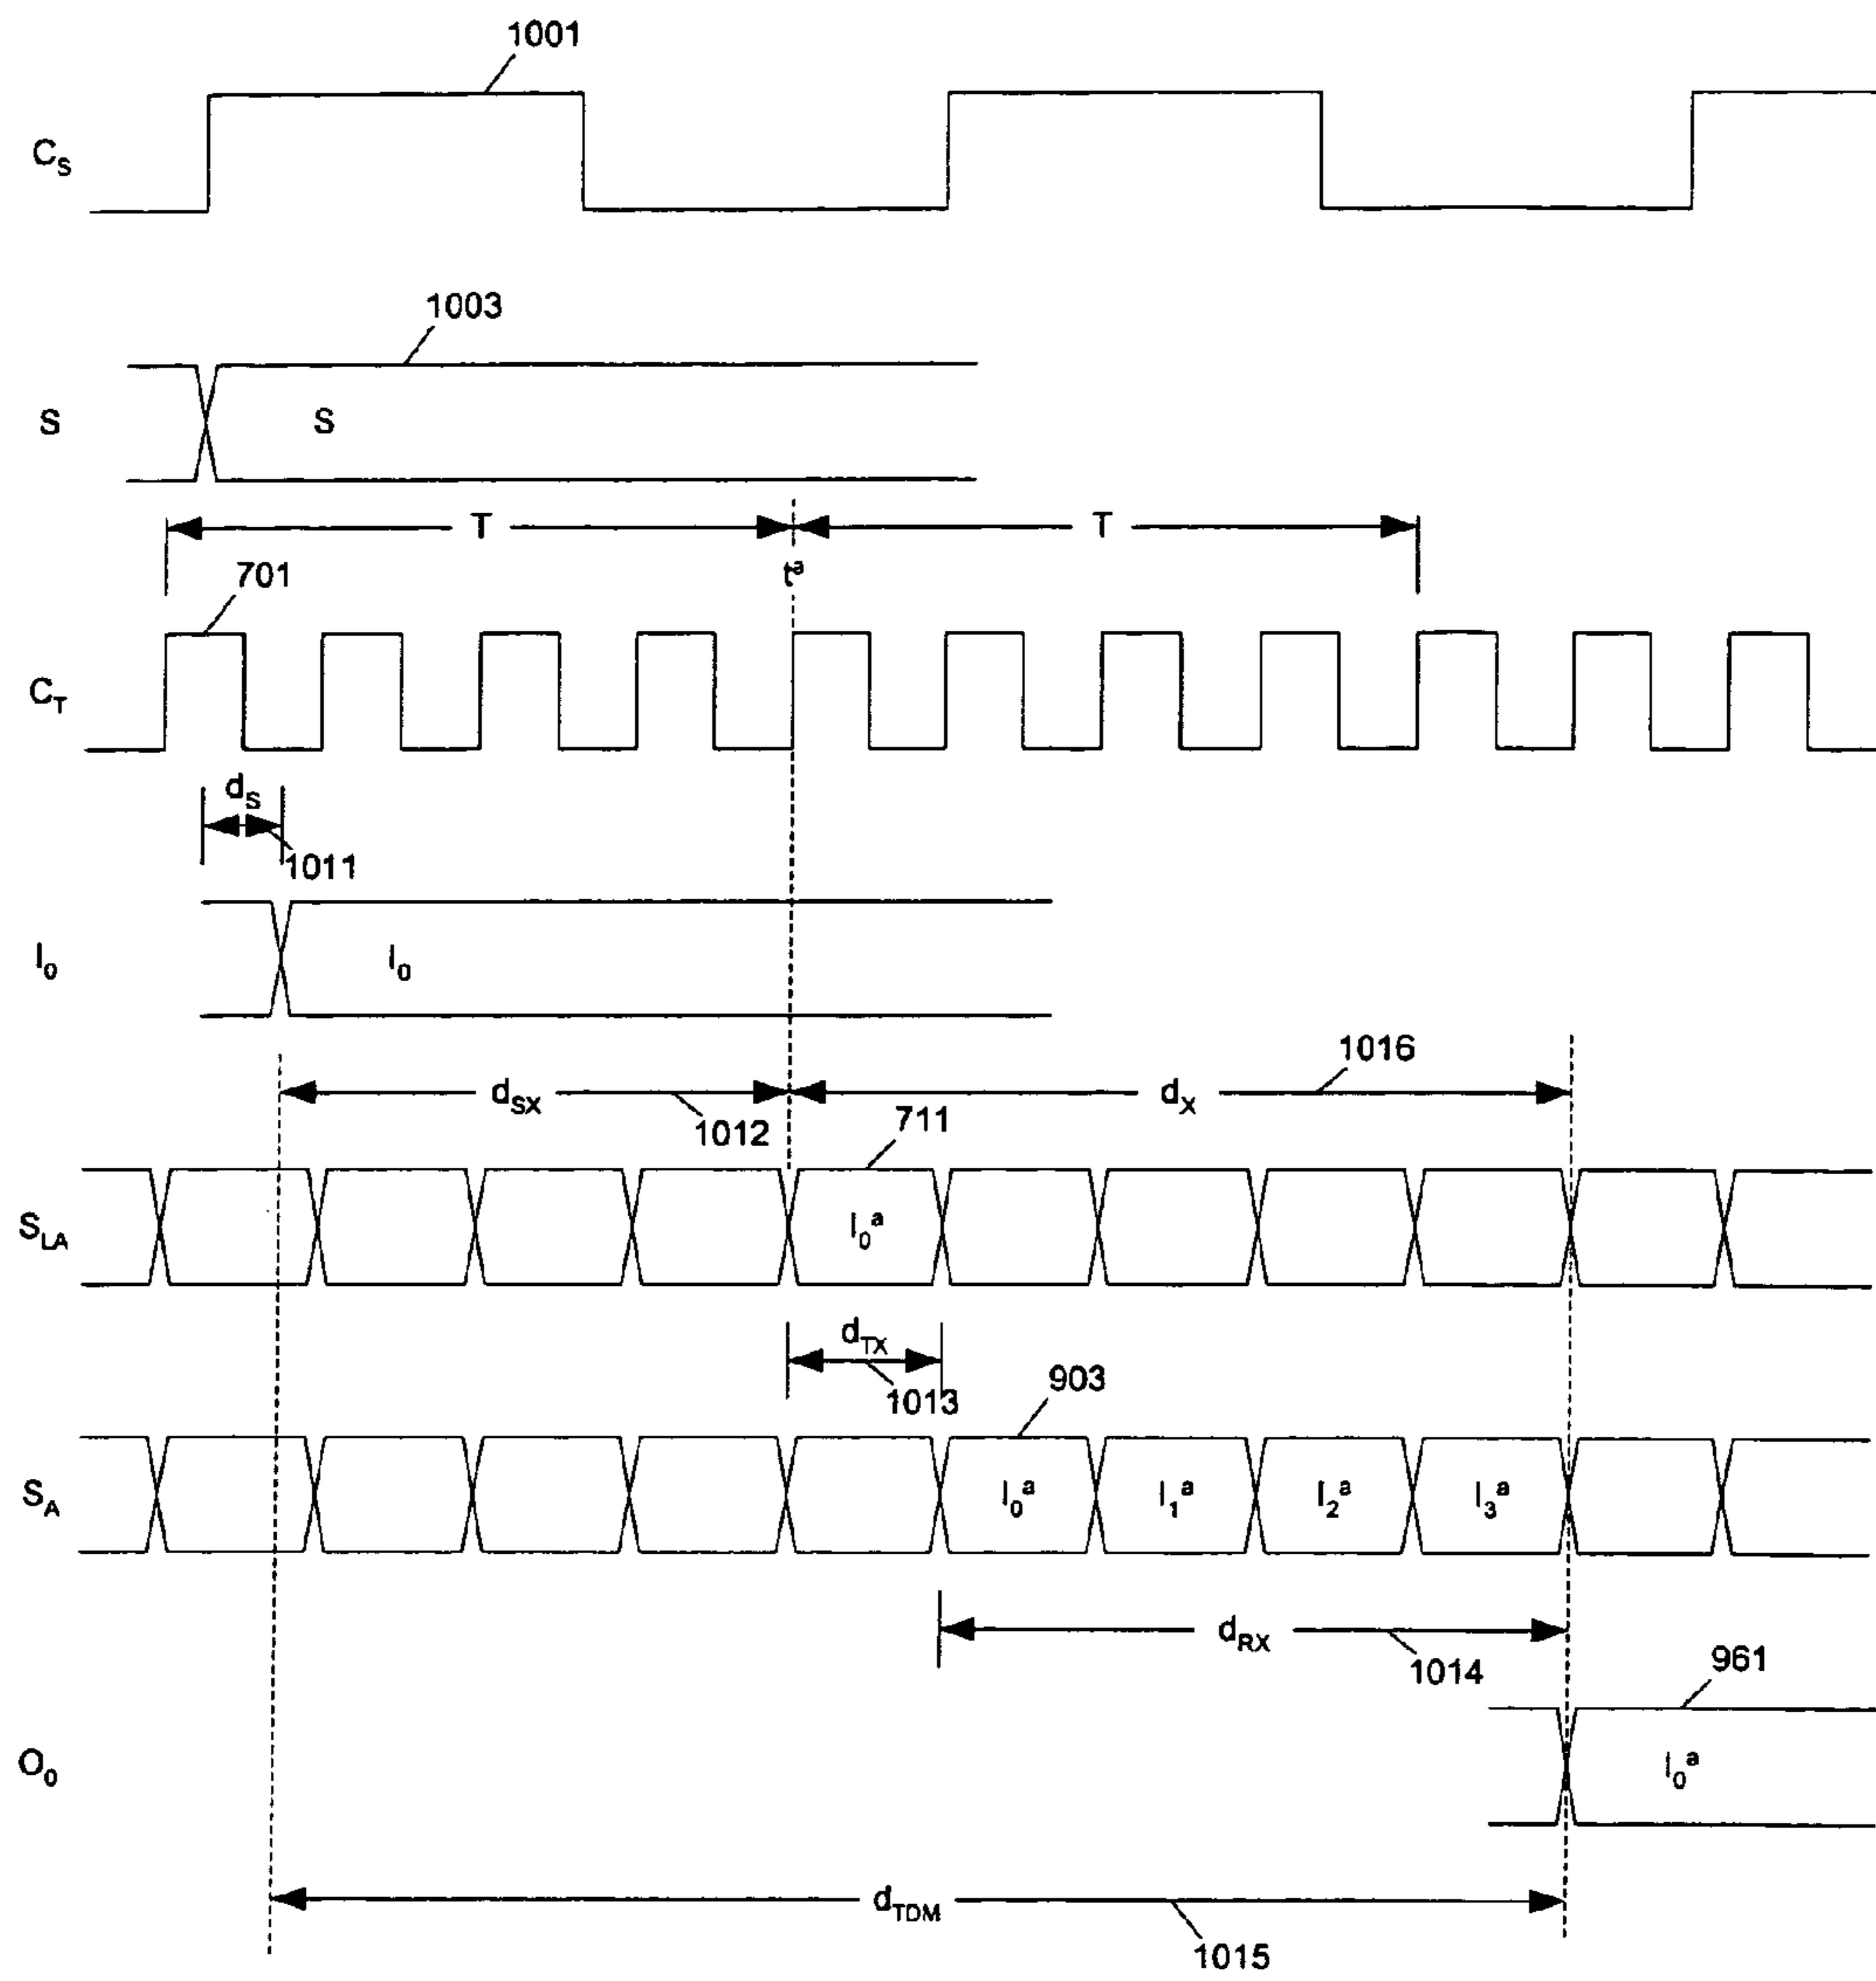 1001
C_S
1003
S S
T T
t^a
701
C_T
d_S
1011
I_0 I_0
1016
d_SX d_X
1012 711
S_LA I_0^a
d_TX
1013 903
S_A I_0^a I_1^a I_2^a I_3^a
d_RX
1014 961
O_0 I_0^a
d_TDM
1015